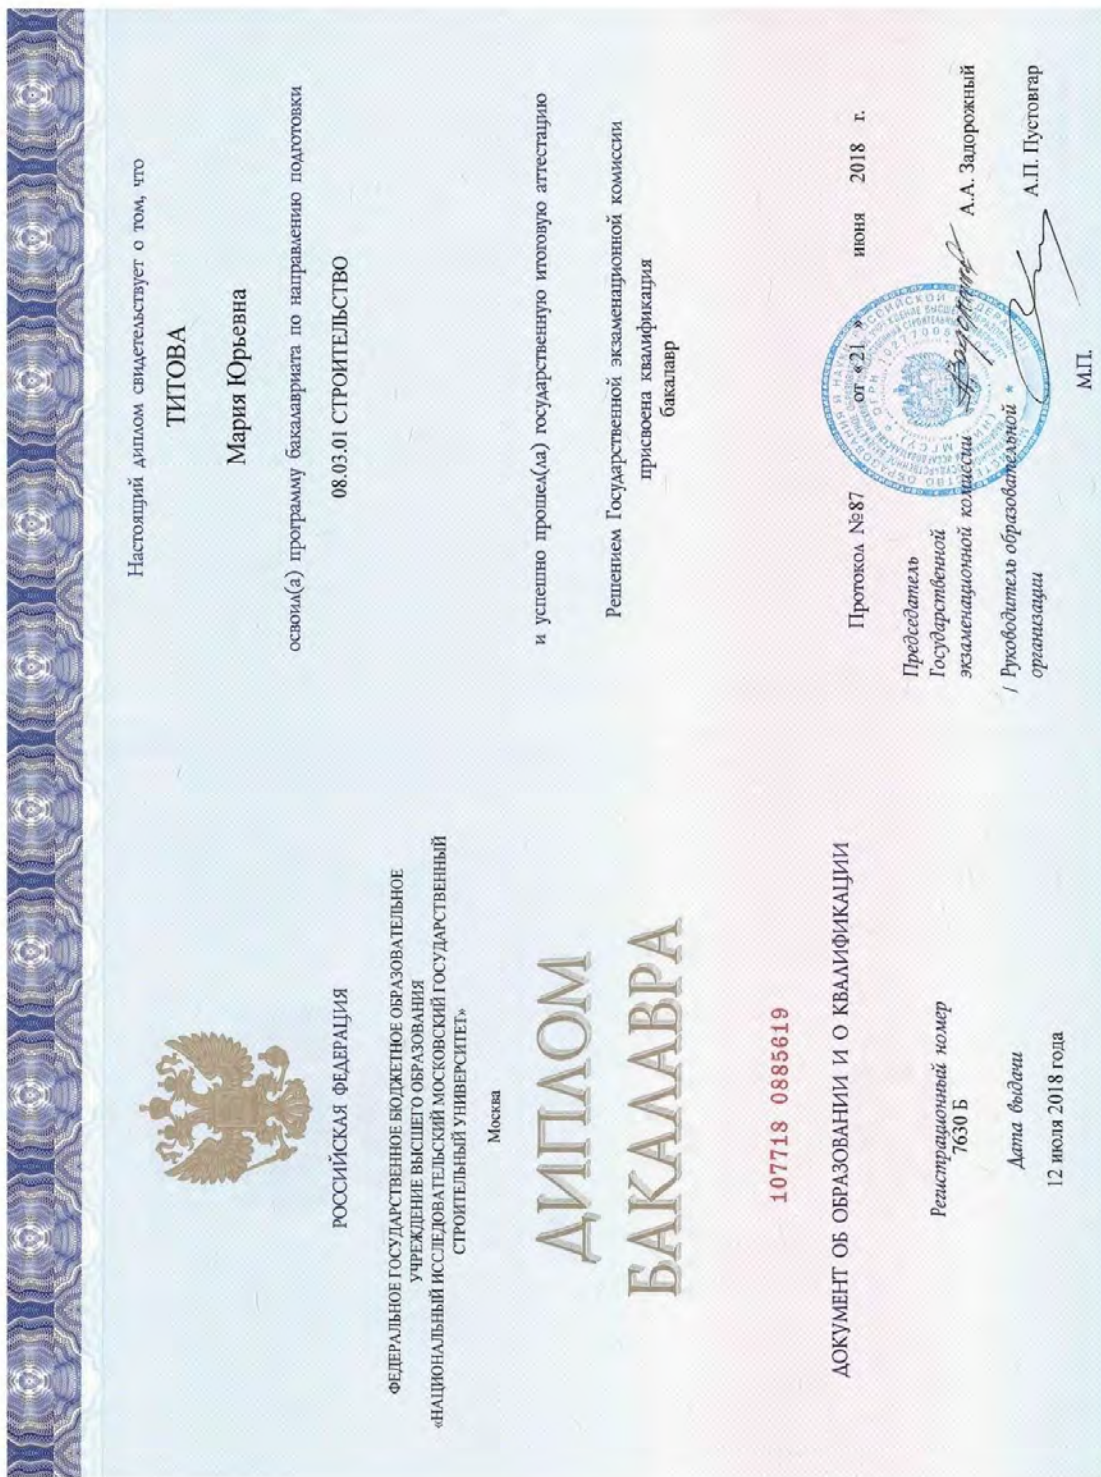 РОССИЙСКАЯ ФЕДЕРАЦИЯ
ФЕДЕРАЛЬНОЕ ГОСУДАРСТВЕННОЕ БЮДЖЕТНОЕ ОБРАЗОВАТЕЛЬНОЕ
УЧРЕЖДЕНИЕ ВЫСШЕГО ОБРАЗОВАНИЯ
«НАЦИОНАЛЬНЫЙ ИССЛЕДОВАТЕЛЬСКИЙ МОСКОВСКИЙ ГОСУДАРСТВЕННЫЙ
СТРОИТЕЛЬНЫЙ УНИВЕРСИТЕТ»
Москва
ДИПЛОМ
БАКАЛАВРА
107718 0885619
ДОКУМЕНТ ОБ ОБРАЗОВАНИИ И О КВАЛИФИКАЦИИ
Регистрационный номер
7630 Б
Дата выдачи
12 июля 2018 года
Настоящий диплом свидетельствует о том, что
ТИТОВА
Мария Юрьевна
освоил(а) программу бакалавриата по направлению подготовки
08.03.01 СТРОИТЕЛЬСТВО
и успешно прошел(ла) государственную итоговую аттестацию
Решением Государственной экзаменационной комиссии
присвоена квалификация
бакалавр
Протокол №87 от «21 » июня 2018 г.
Председатель
Государственной
экзаменационной комиссии А.А. Задорожный
/ Руководитель образовательной А.П. Пустовгар
организации
М.П.